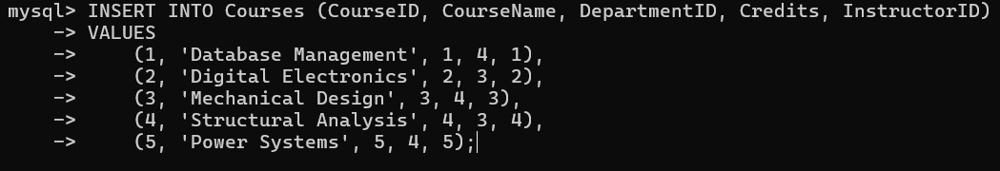 mysql> INSERT INTO Courses (CourseID, CourseName, DepartmentID, Credits, InstructorID)
    -> VALUES
    ->     (1, 'Database Management', 1, 4, 1),
    ->     (2, 'Digital Electronics', 2, 3, 2),
    ->     (3, 'Mechanical Design', 3, 4, 3),
    ->     (4, 'Structural Analysis', 4, 3, 4),
    ->     (5, 'Power Systems', 5, 4, 5);